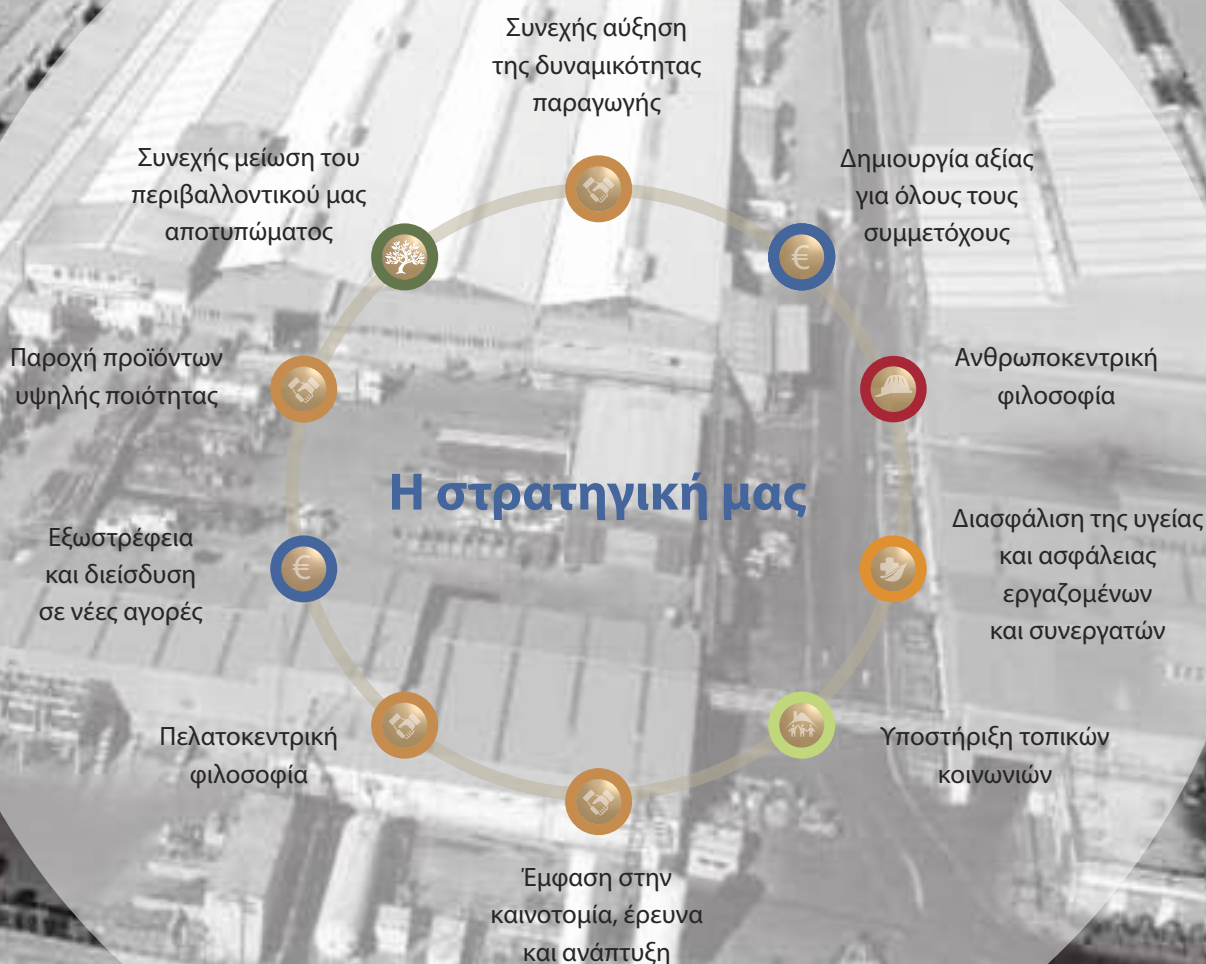 Συνεχής αύξηση
της δυναμικότητας
παραγωγής
Δημιουργία αξίας
για όλους τους
συμμετόχους
Ανθρωποκεντρική
φιλοσοφία
Διασφάλιση της υγείας
και ασφάλειας
εργαζομένων
και συνεργατών
Υποστήριξη τοπικών
κοινωνιών
Έμφαση στην
καινοτομία, έρευνα
και ανάπτυξη
Πελατοκεντρική
φιλοσοφία
Εξωστρέφεια
και διείσδυση
σε νέες αγορές
Παροχή προϊόντων
υψηλής ποιότητας
Συνεχής μείωση του
περιβαλλοντικού μας
αποτυπώματος
Η στρατηγική μας
€
€